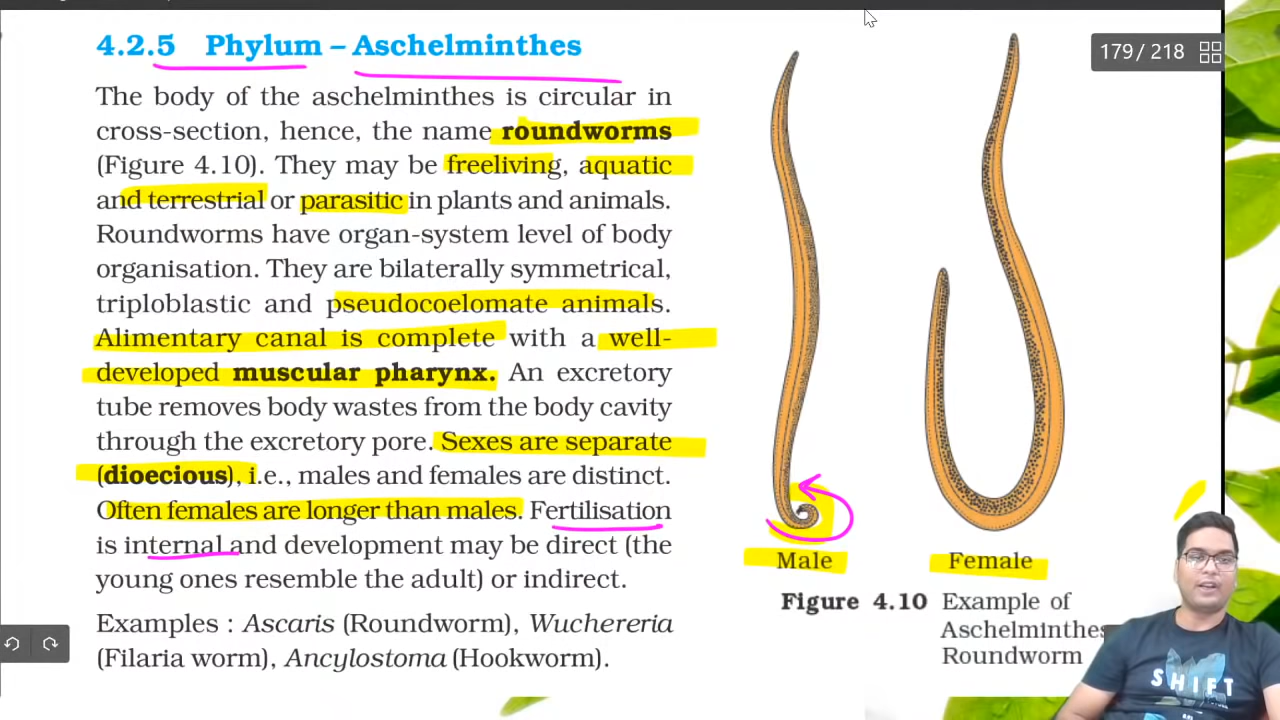 4.2.5 Phylum – Aschelminthes
The body of the aschelminthes is circular in
cross-section, hence, the name roundworms
(Figure 4.10). They may be freeliving, aquatic
and terrestrial or parasitic in plants and animals.
Roundworms have organ-system level of body
organisation. They are bilaterally symmetrical,
triploblastic and pseudocoelomate animals.
Alimentary canal is complete with a well-
developed muscular pharynx. An excretory
tube removes body wastes from the body cavity
through the excretory pore. Sexes are separate
(dioecious), i.e., males and females are distinct.
Often females are longer than males. Fertilisation
is internal and development may be direct (the
young ones resemble the adult) or indirect.
Examples : Ascaris (Roundworm), Wuchereria
(Filaria worm), Ancylostoma (Hookworm).
179 / 218
Male
Female
Figure 4.10 Example of
Aschelminthes
Roundworm
SHIFT